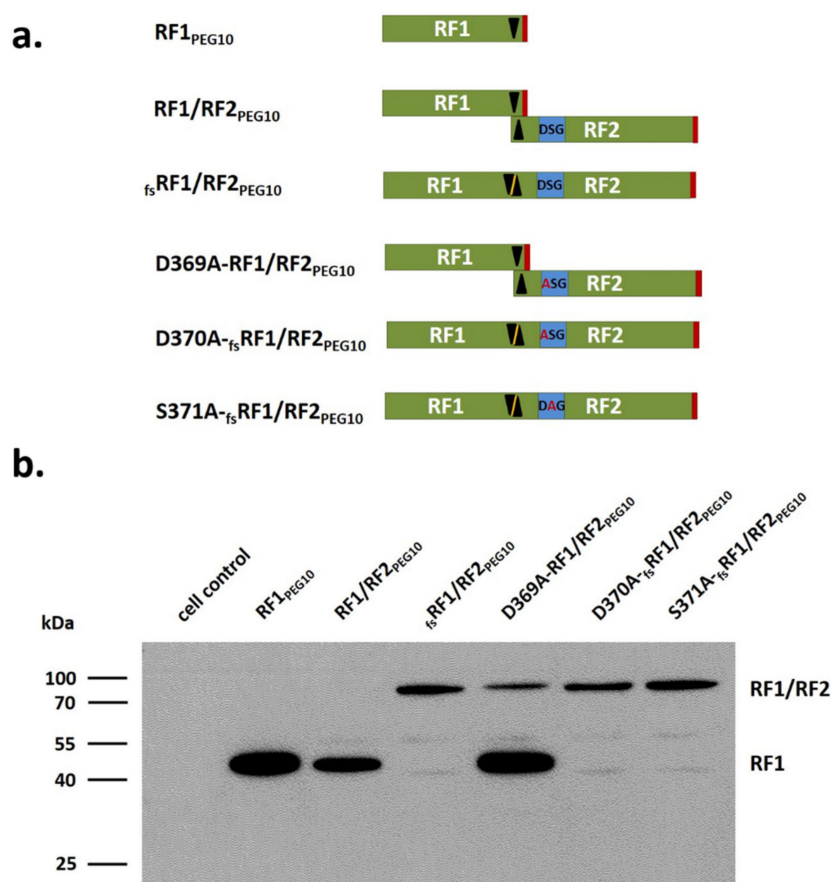 a.
RF1PEG10
RF1
RF1/RF2PEG10
RF1
DSG RF2
fsRF1/RF2PEG10
RF1 DSG RF2
D369A-RF1/RF2PEG10
RF1
ASG RF2
D370A-fsRF1/RF2PEG10
RF1 ASG RF2
S371A-fsRF1/RF2PEG10
RF1 DAG RF2
b.
cell control
RF1PEG10
RF1/RF2PEG10
fsRF1/RF2PEG10
D369A-RF1/RF2PEG10
D370A-fsRF1/RF2PEG10
S371A-fsRF1/RF2PEG10
kDa
100
70
55
40
25
RF1/RF2
RF1